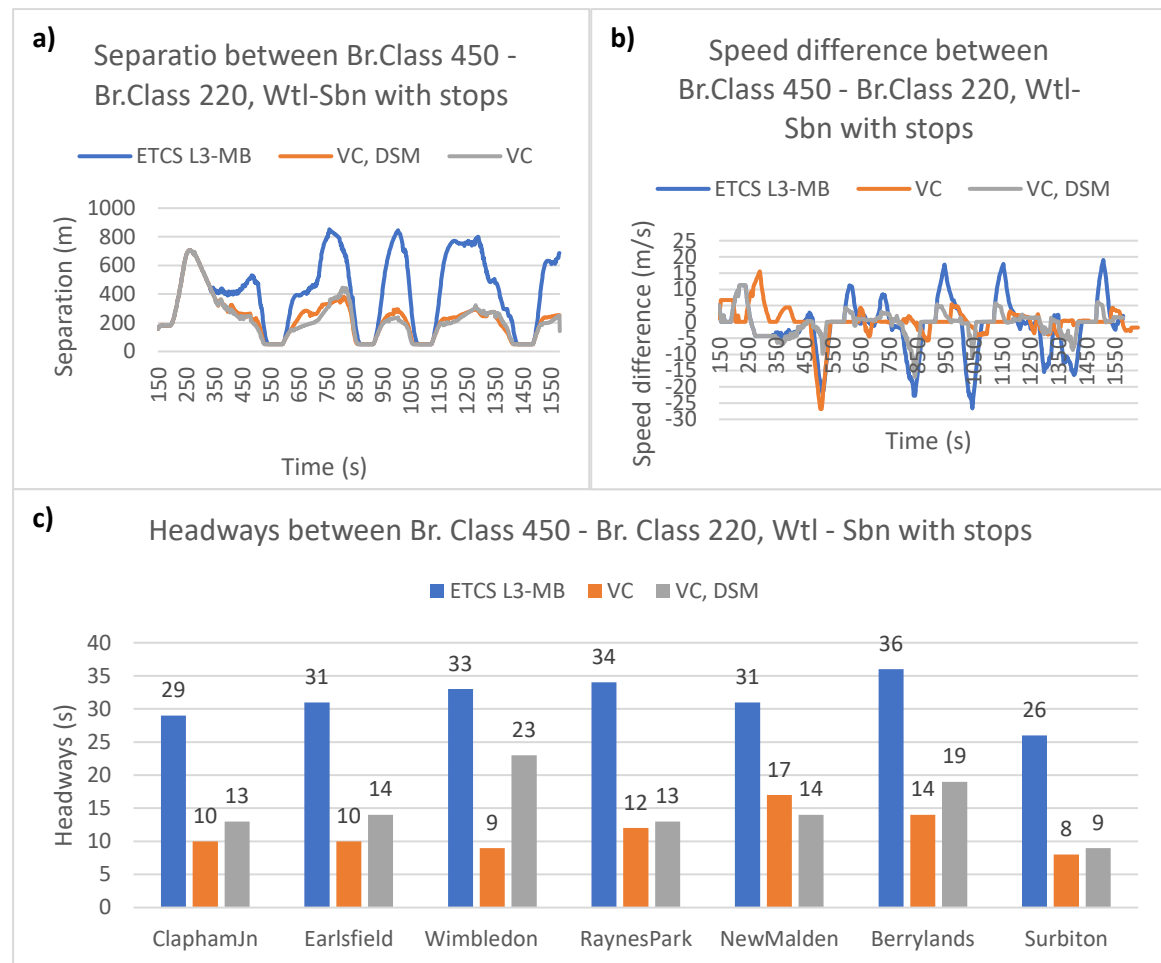 a)
Separatio between Br.Class 450 -
Br.Class 220, Wtl-Sbn with stops
ETCS L3-MB VC, DSM VC
Separation (m)
1000
800
600
400
200
0
150 250 350 450 550 650 750 850 950 1050 1150 1250 1350 1450 1550
Time (s)
b)
Speed difference between
Br.Class 450 - Br.Class 220, Wtl-
Sbn with stops
ETCS L3-MB VC VC, DSM
Speed difference (m/s)
25
20
15
10
5
0
-5
-10
-15
-20
-25
-30
150 250 350 450 550 650 750 850 950 1050 1150 1250 1350 1450 1550
Time (s)
c)
Headways between Br. Class 450 - Br. Class 220, Wtl - Sbn with stops
ETCS L3-MB VC VC, DSM
Headways (s)
40
35
30
25
20
15
10
5
0
29 10 13
31 10 14
33 9 23
34 12 13
31 17 14
36 14 19
26 8 9
ClaphamJn Earlsfield Wimbledon RaynesPark NewMalden Berrylands Surbiton